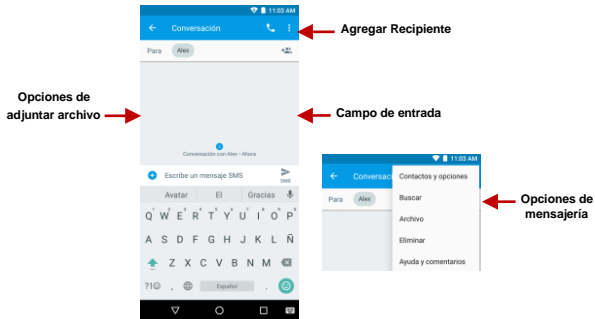 11:03 AM
Conversación
Agregar Recipiente
Para Alex
Opciones de
adjuntar archivo
Campo de entrada
Conversación con Alex • Ahora
Escribe un mensaje SMS
SMS
Avatar El Gracias
Q W E R T Y U I O P
A S D F G H J K L Ñ
Z X C V B N M
?1☺ , Español .
11:03 AM
Conversaci
Para Alex
Contactos y opciones
Buscar
Archivo
Eliminar
Ayuda y comentarios
Opciones de
mensajería